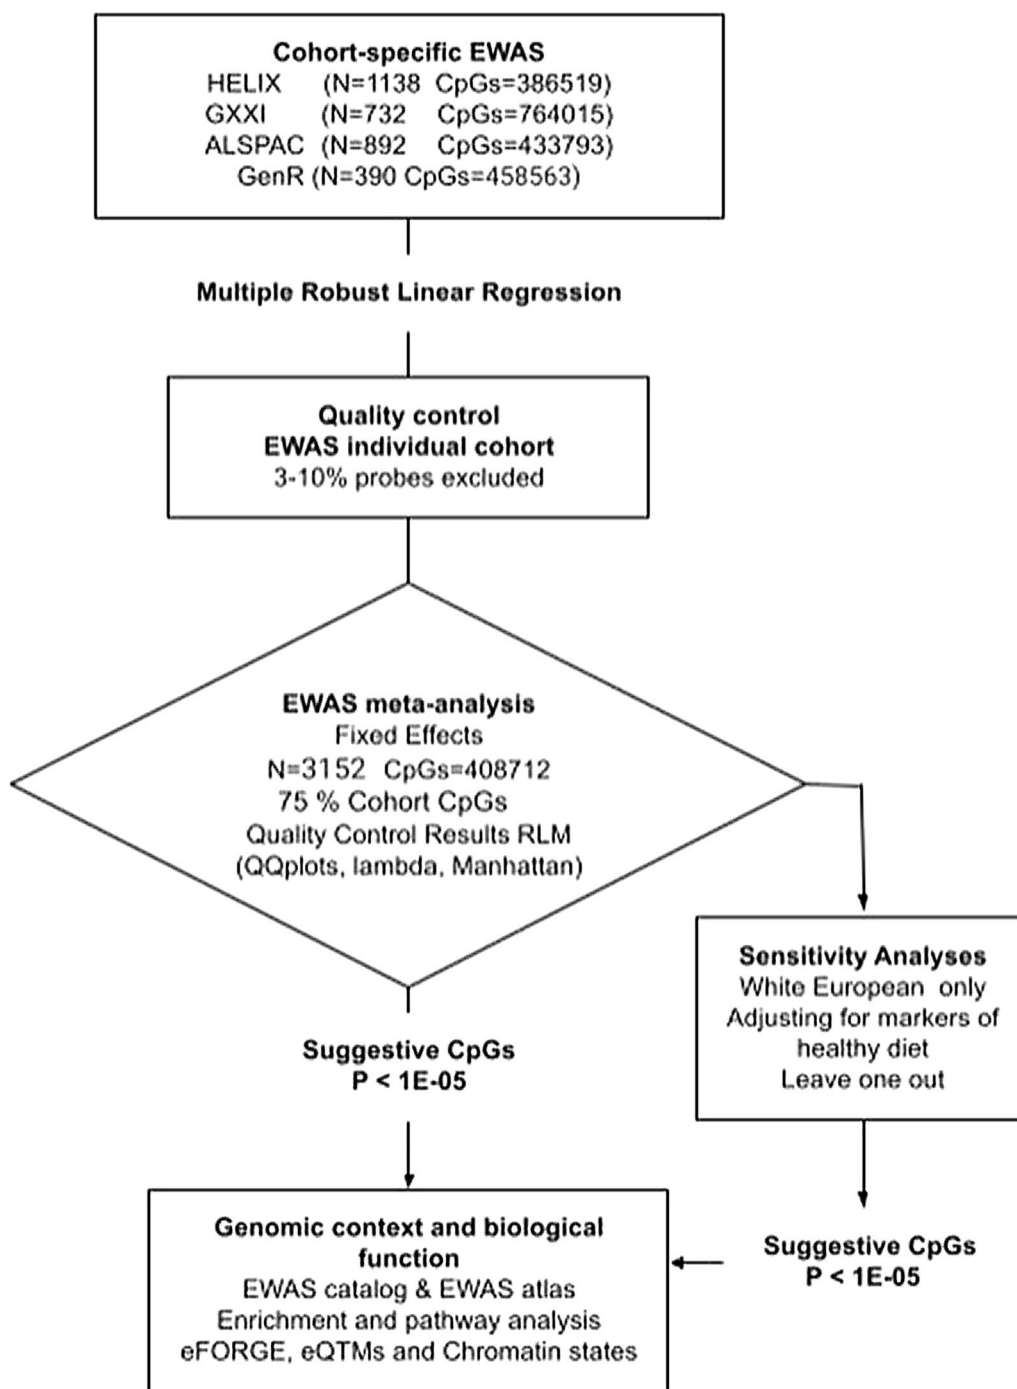 Cohort-specific EWAS
HELIX (N=1138 CpGs=386519)
GXXI (N=732 CpGs=764015)
ALSPAC (N=892 CpGs=433793)
GenR (N=390 CpGs=458563)
Multiple Robust Linear Regression
Quality control
EWAS individual cohort
3-10% probes excluded
EWAS meta-analysis
Fixed Effects
N=3152 CpGs=408712
75 % Cohort CpGs
Quality Control Results RLM
(QQplots, lambda, Manhattan)
Sensitivity Analyses
White European only
Adjusting for markers of
healthy diet
Leave one out
Suggestive CpGs
P < 1E-05
Genomic context and biological
function
EWAS catalog & EWAS atlas
Enrichment and pathway analysis
eFORGE, eQTMs and Chromatin states
Suggestive CpGs
P < 1E-05